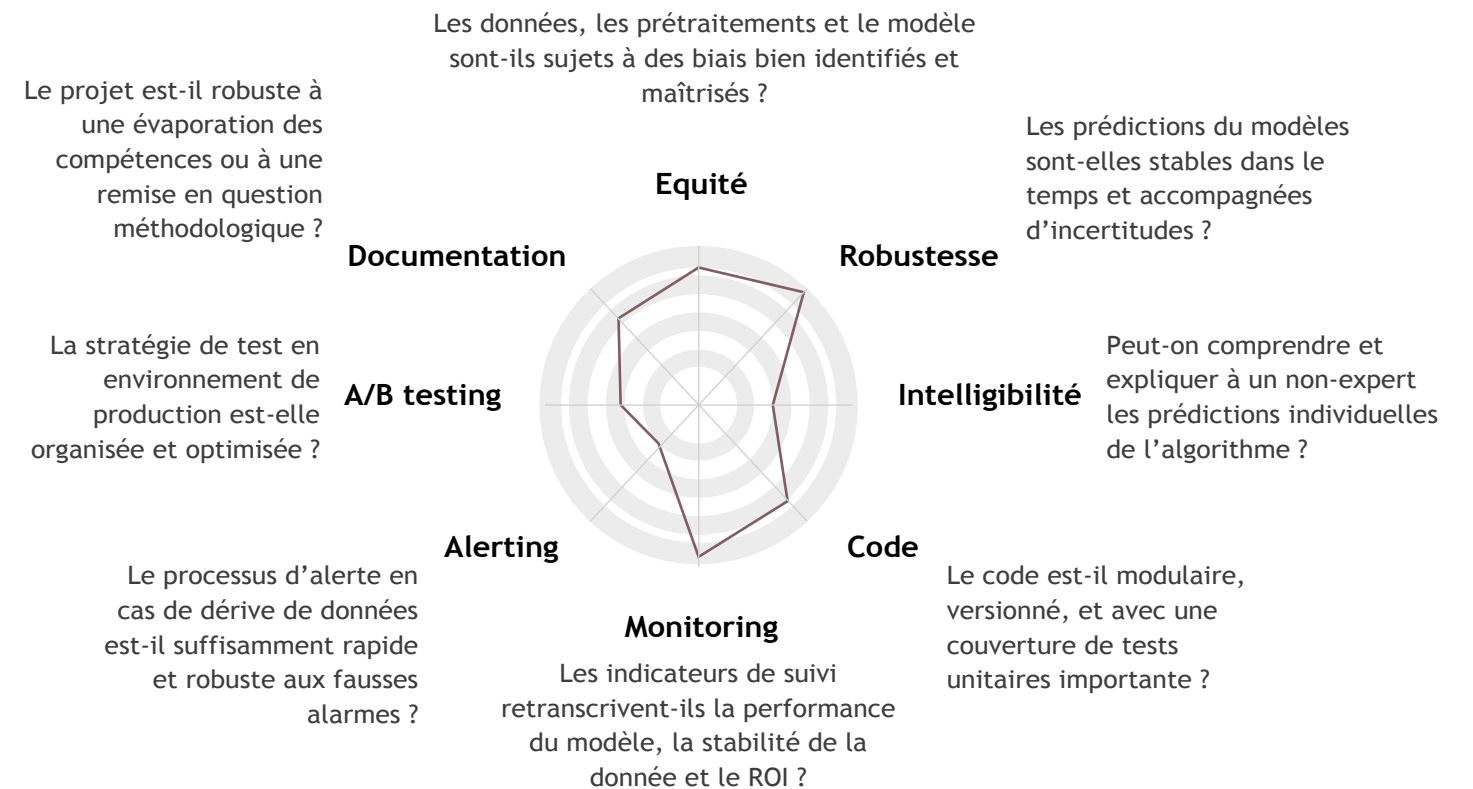 Les données, les prétraitements et le modèle
sont-ils sujets à des biais bien identifiés et
maîtrisés ?
Equité
Les prédictions du modèles
sont-elles stables dans le
temps et accompagnées
d’incertitudes ?
Robustesse
Peut-on comprendre et
expliquer à un non-expert
les prédictions individuelles
de l’algorithme ?
Intelligibilité
Code
Le code est-il modulaire,
versionné, et avec une
couverture de tests
unitaires importante ?
Monitoring
Les indicateurs de suivi
retranscrivent-ils la performance
du modèle, la stabilité de la
donnée et le ROI ?
Alerting
Le processus d’alerte en
cas de dérive de données
est-il suffisamment rapide
et robuste aux fausses
alarmes ?
A/B testing
La stratégie de test en
environnement de
production est-elle
organisée et optimisée ?
Documentation
Le projet est-il robuste à
une évaporation des
compétences ou à une
remise en question
méthodologique ?